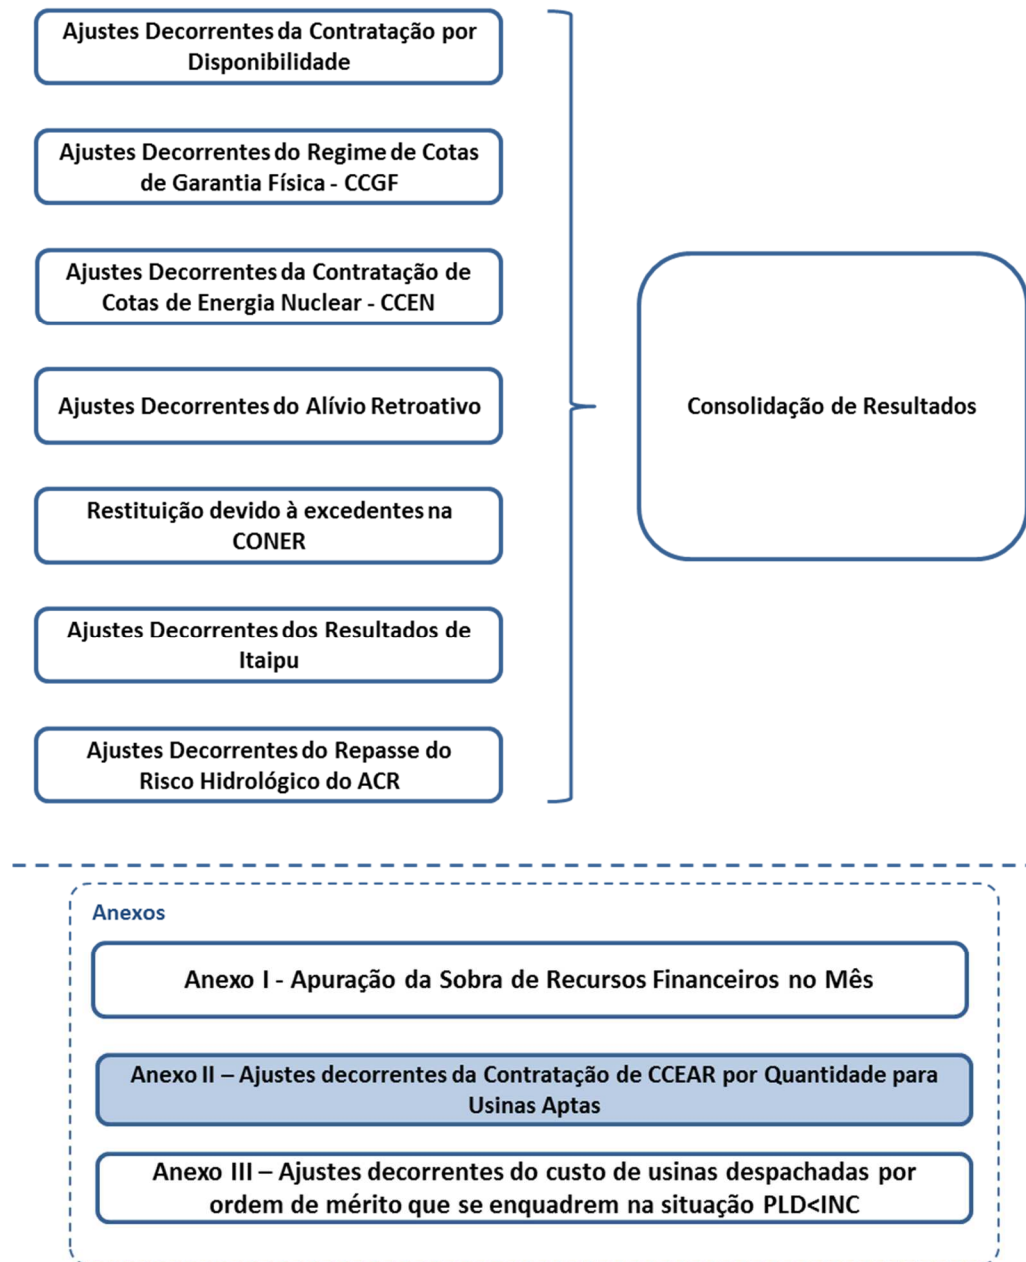 Ajustes Decorrentes da Contratação por
Disponibilidade
Ajustes Decorrentes do Regime de Cotas
de Garantia Física - CCGF
Ajustes Decorrentes da Contratação de
Cotas de Energia Nuclear - CCEN
Ajustes Decorrentes do Alívio Retroativo
Restituição devido à excedentes na
CONER
Ajustes Decorrentes dos Resultados de
Itaipu
Ajustes Decorrentes do Repasse do
Risco Hidrológico do ACR
Consolidação de Resultados
Anexos
Anexo I - Apuração da Sobra de Recursos Financeiros no Mês
Anexo II – Ajustes decorrentes da Contratação de CCEAR por Quantidade para
Usinas Aptas
Anexo III – Ajustes decorrentes do custo de usinas despachadas por
ordem de mérito que se enquadrem na situação PLD<INC